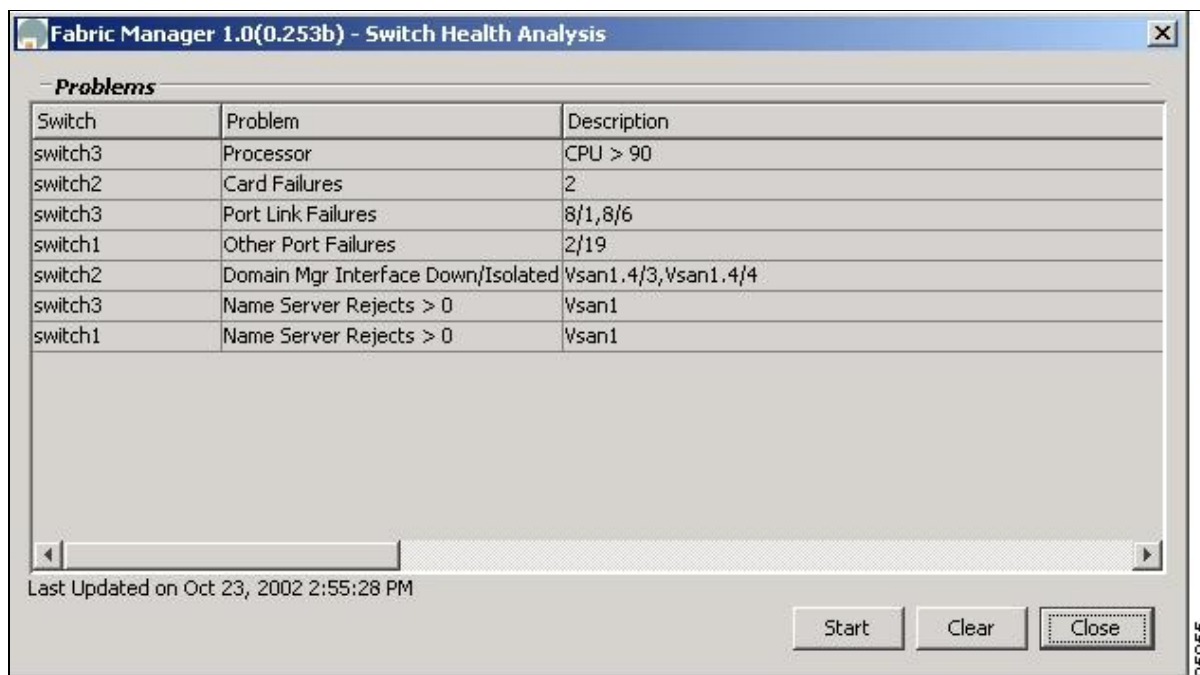 Fabric Manager 1.0(0.253b) - Switch Health Analysis
Problems
Switch Problem Description
switch3 Processor CPU > 90
switch2 Card Failures 2
switch3 Port Link Failures 8/1,8/6
switch1 Other Port Failures 2/19
switch2 Domain Mgr Interface Down/Isolated Vsan1.4/3,Vsan1.4/4
switch3 Name Server Rejects > 0 Vsan1
switch1 Name Server Rejects > 0 Vsan1
Last Updated on Oct 23, 2002 2:55:28 PM
Start Clear Close